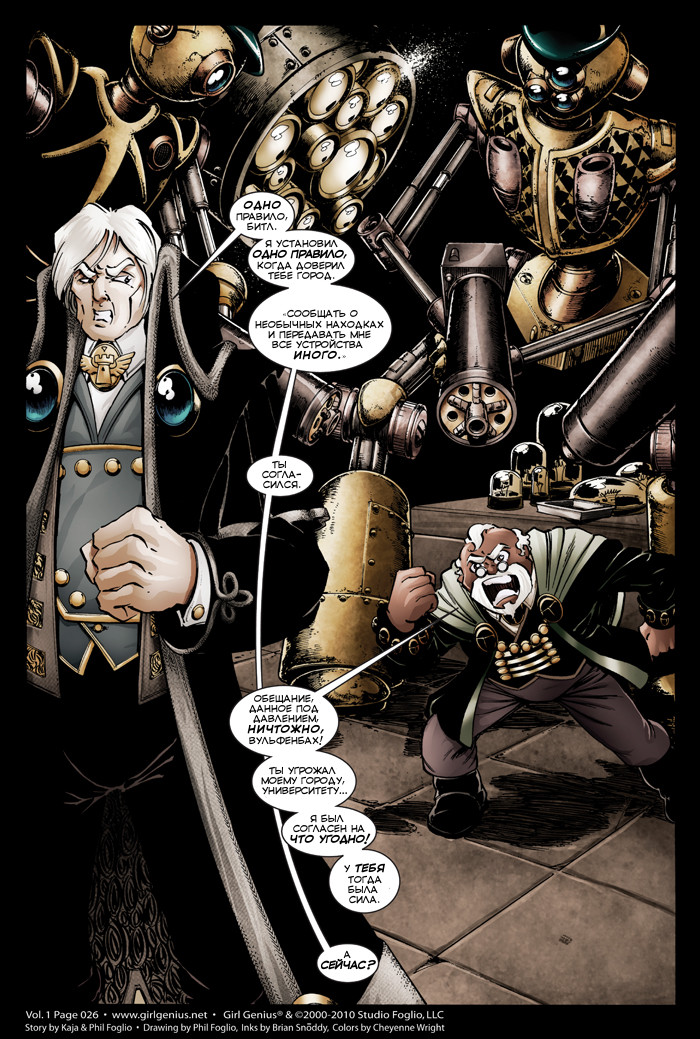 ОДНО
ПРАВИЛО,
БИТЛ.
Я УСТАНОВИЛ
ОДНО ПРАВИЛО,
КОГДА ДОВЕРИЛ
ТЕБЕ ГОРОД.
«СООБЩАТЬ О
НЕОБЫЧНЫХ НАХОДКАХ
И ПЕРЕДАВАТЬ МНЕ
ВСЕ УСТРОЙСТВА
ИНОГО.»
ТЫ
СОГЛА-
СИЛСЯ.
ОБЕЩАНИЕ,
ДАННОЕ ПОД
ДАВЛЕНИЕМ,
НИЧТОЖНО,
ВУЛЬФЕНБАХ!
ТЫ УГРОЖАЛ
МОЕМУ ГОРОДУ,
УНИВЕРСИТЕТУ...
Я БЫЛ
СОГЛАСЕН НА
ЧТО УГОДНО!
У ТЕБЯ
ТОГДА
БЫЛА
СИЛА.
А
СЕЙЧАС?
Vol. 1 Page 026 • www.girlgenius.net • Girl Genius® & ©2000-2010 Studio Foglio, LLC
Story by Kaja & Phil Foglio • Drawing by Phil Foglio, Inks by Brian Snōddy, Colors by Cheyenne Wright